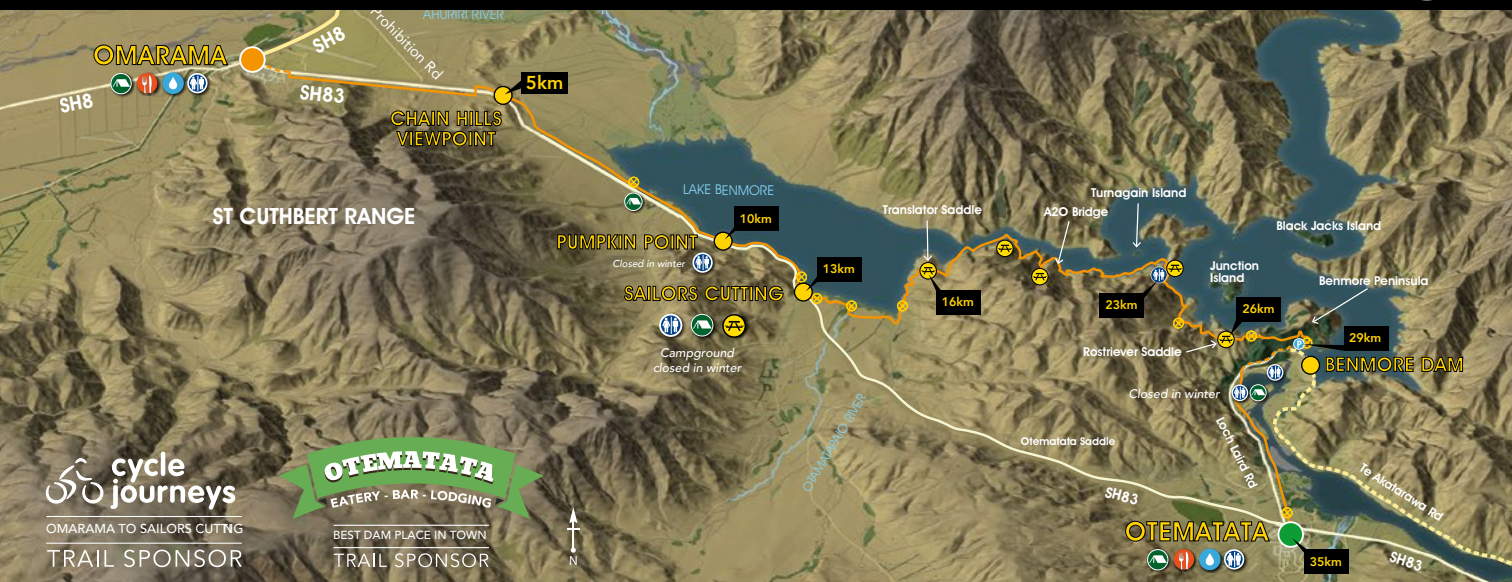 AHURIRI RIVER
OMARAMA
SH8
Prohibition Rd
SH8
SH83
5km
CHAIN HILLS
VIEWPOINT
ST CUTHBERT RANGE
LAKE BENMORE
10km
PUMPKIN POINT
Closed in winter
13km
SAILORS CUTTING
Campground
closed in winter
Translator Saddle
16km
A2O Bridge
Turnagain Island
23km
Junction
Island
Black Jacks Island
Benmore Peninsula
26km
Rostriever Saddle
29km
P
BENMORE DAM
Closed in winter
Loch Laird Rd
OTEMATAPAIO RIVER
Otematata Saddle
SH83
Te Akatarawa Rd
OTEMATATA
SH83
35km
cycle
journeys
OMARAMA TO SAILORS CUTTNG
TRAIL SPONSOR
OTEMATATA
EATERY - BAR - LODGING
BEST DAM PLACE IN TOWN
TRAIL SPONSOR
N